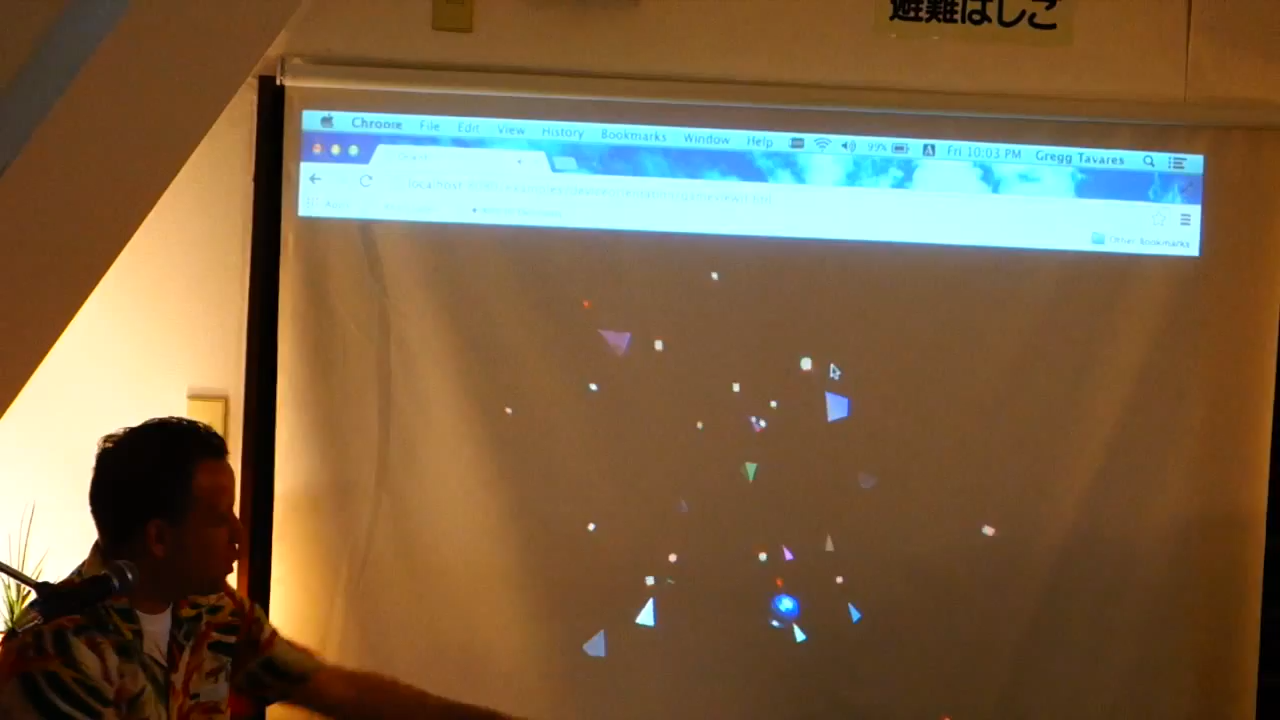 避難はしご
Chrome File Edit View History Bookmarks Window Help 99% A Fri 10:03 PM Gregg Tavares
Other Bookmarks